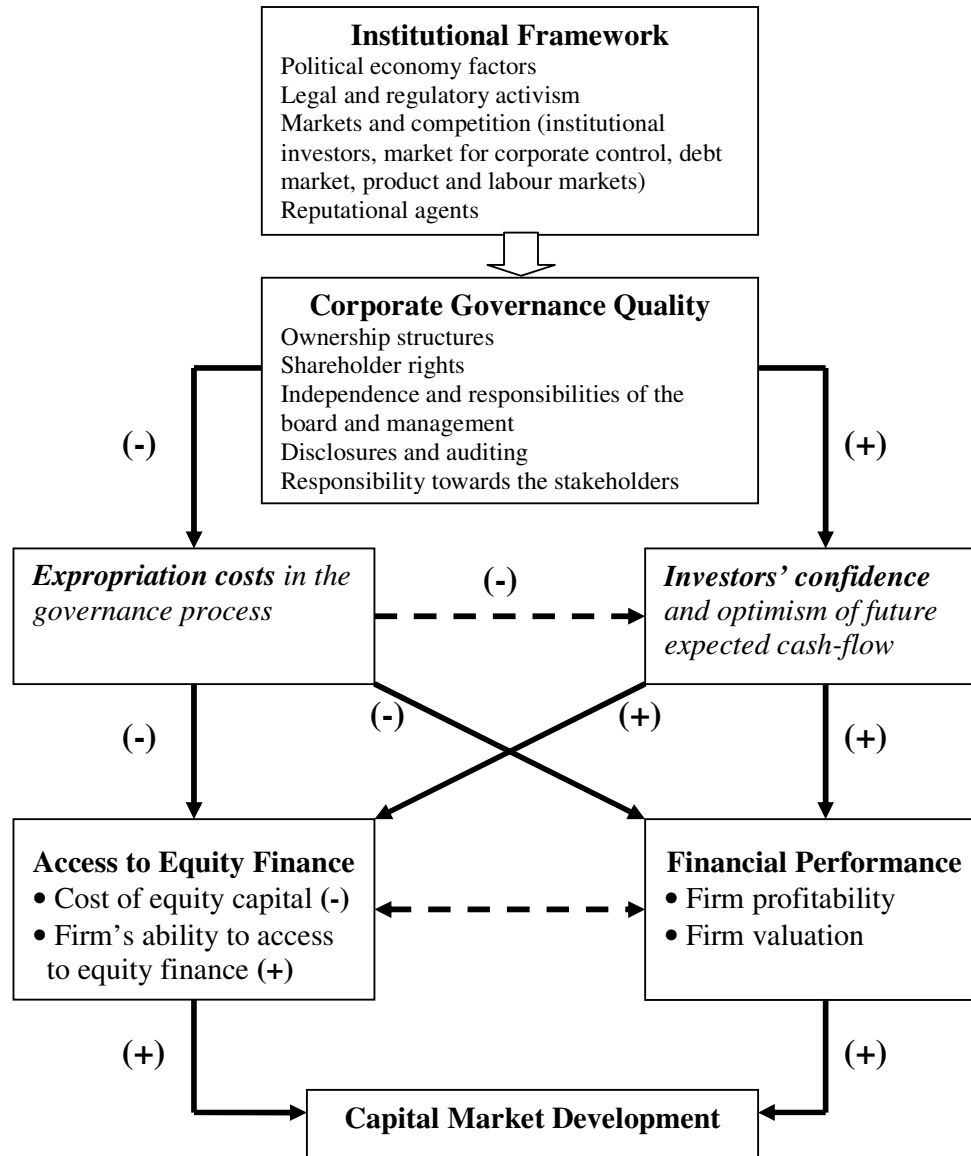 Institutional Framework
Political economy factors
Legal and regulatory activism
Markets and competition (institutional
investors, market for corporate control, debt
market, product and labour markets)
Reputational agents
Corporate Governance Quality
Ownership structures
Shareholder rights
Independence and responsibilities of the
board and management
Disclosures and auditing
Responsibility towards the stakeholders
(-)
(+)
Expropriation costs in the
governance process
(-)
Investors’ confidence
and optimism of future
expected cash-flow
(-)
(-)
(+)
(+)
Access to Equity Finance
• Cost of equity capital (-)
• Firm’s ability to access
to equity finance (+)
Financial Performance
• Firm profitability
• Firm valuation
(+)
(+)
Capital Market Development